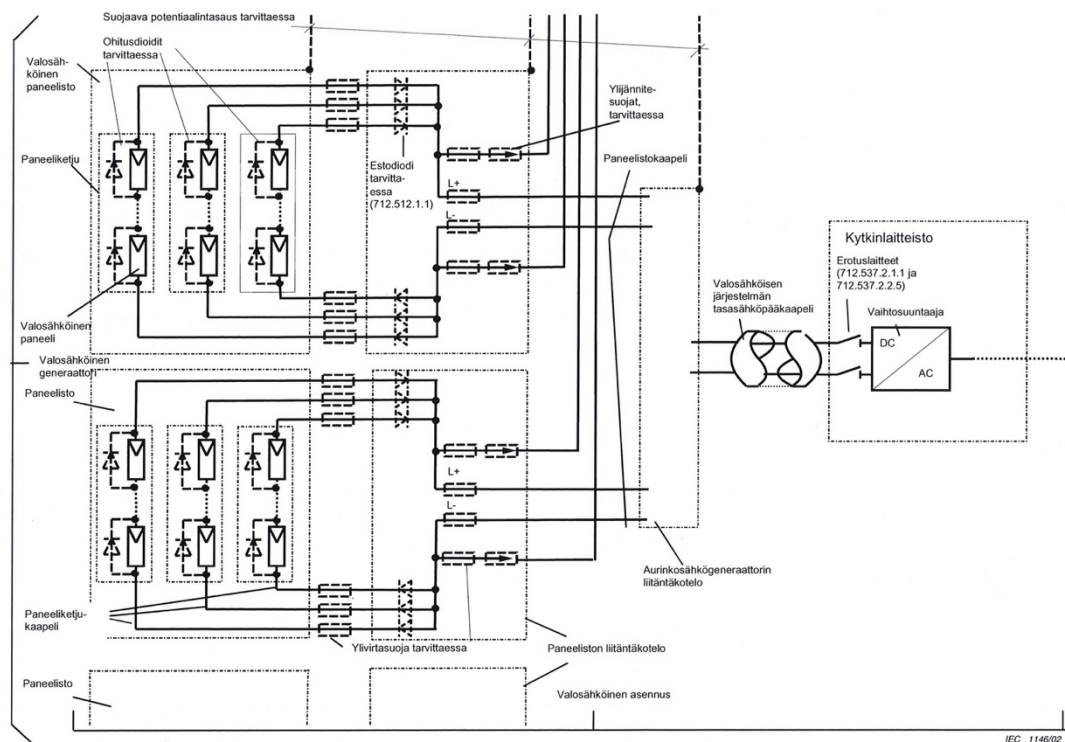 Suojaava potentiaalintasaus tarvittaessa
Ohitusdioidit
tarvittaessa
Valosäh-
köinen
paneelisto
Paneeliketju
Ylijännite-
suojat,
tarvittaessa
Paneelistokaapeli
Estodiodi
tarvitta-
essa
(712.512.1.1)
L+
L-
Kytkinlaitteisto
Erotuslaitteet
(712.537.2.1.1 ja
712.537.2.2.5)
Valosähköisen
järjestelmän
tasasähköpääkaapeli
Vaihtosuuntaaja
DC
AC
Valosähköinen
paneeli
Valosähköinen
generaattori
Paneelisto
L+
L-
Aurinkosähkögeneraattorin
liitäntäkotelo
Paneeliketju-
kaapeli
Ylivirtasuoja tarvittaessa
Paneeliston liitäntäkotelo
Paneelisto
Valosähköinen asennus
IEC 1146/02